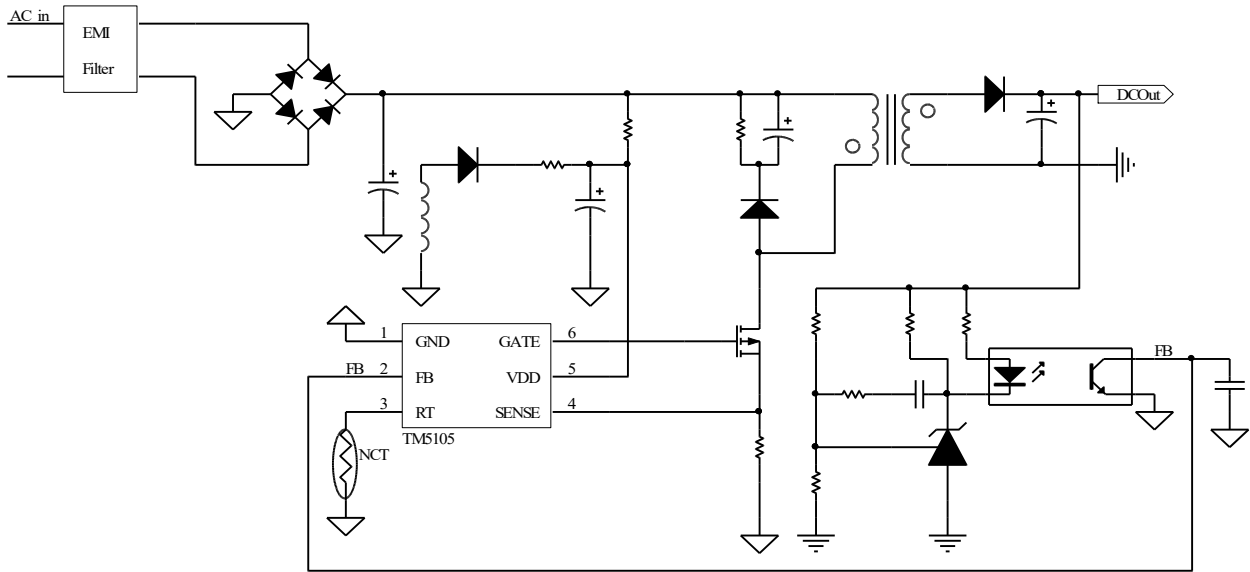 AC in
EMI
Filter
DCOut
1
GND
GATE
6
FB
2
FB
VDD
5
3
RT
SENSE
4
TM5105
NCT
FB